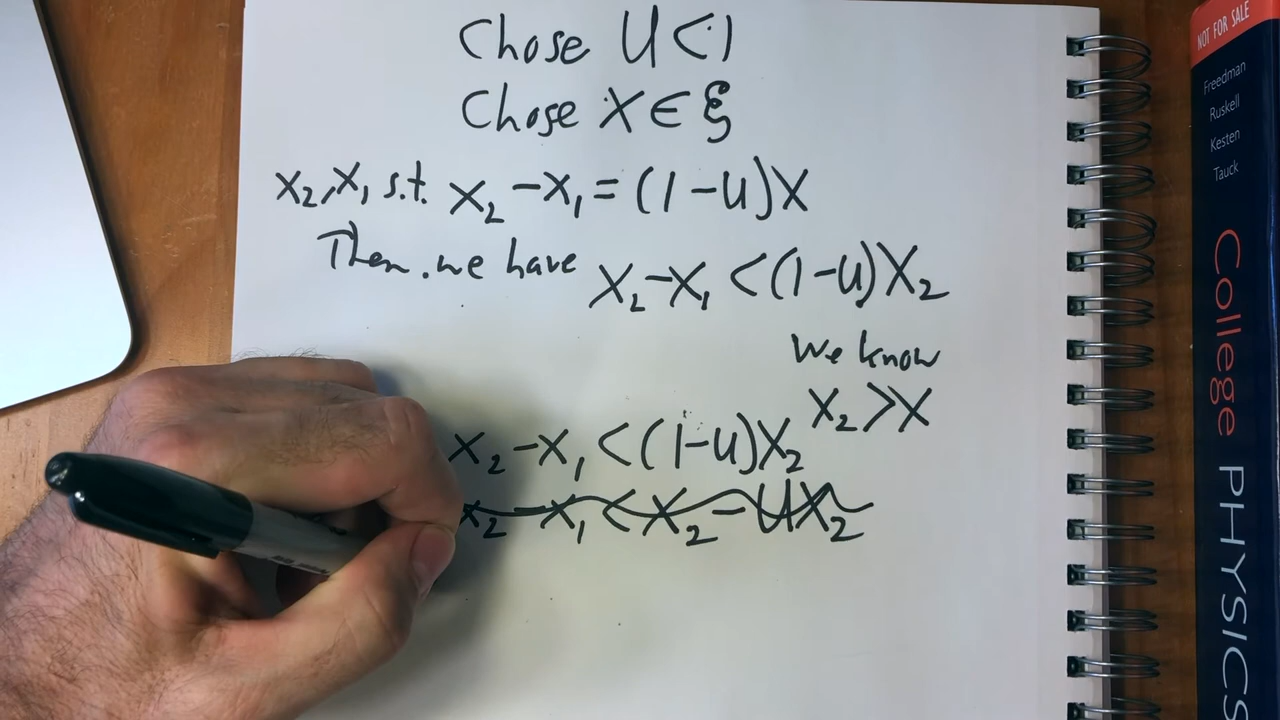 Chose U<1
Chose X∈ξ
x₂,x₁ s.t. x₂-x₁=(1-u)X
Then we have X₂-X₁<(1-u)X₂
We know
X₂>X
x₂-x₁<(1-u)X₂
x₂-x₁<x₂-UX₂
NOT FOR SALE
Freedman
Ruskell
Kesten
Tauck
College PHYSICS